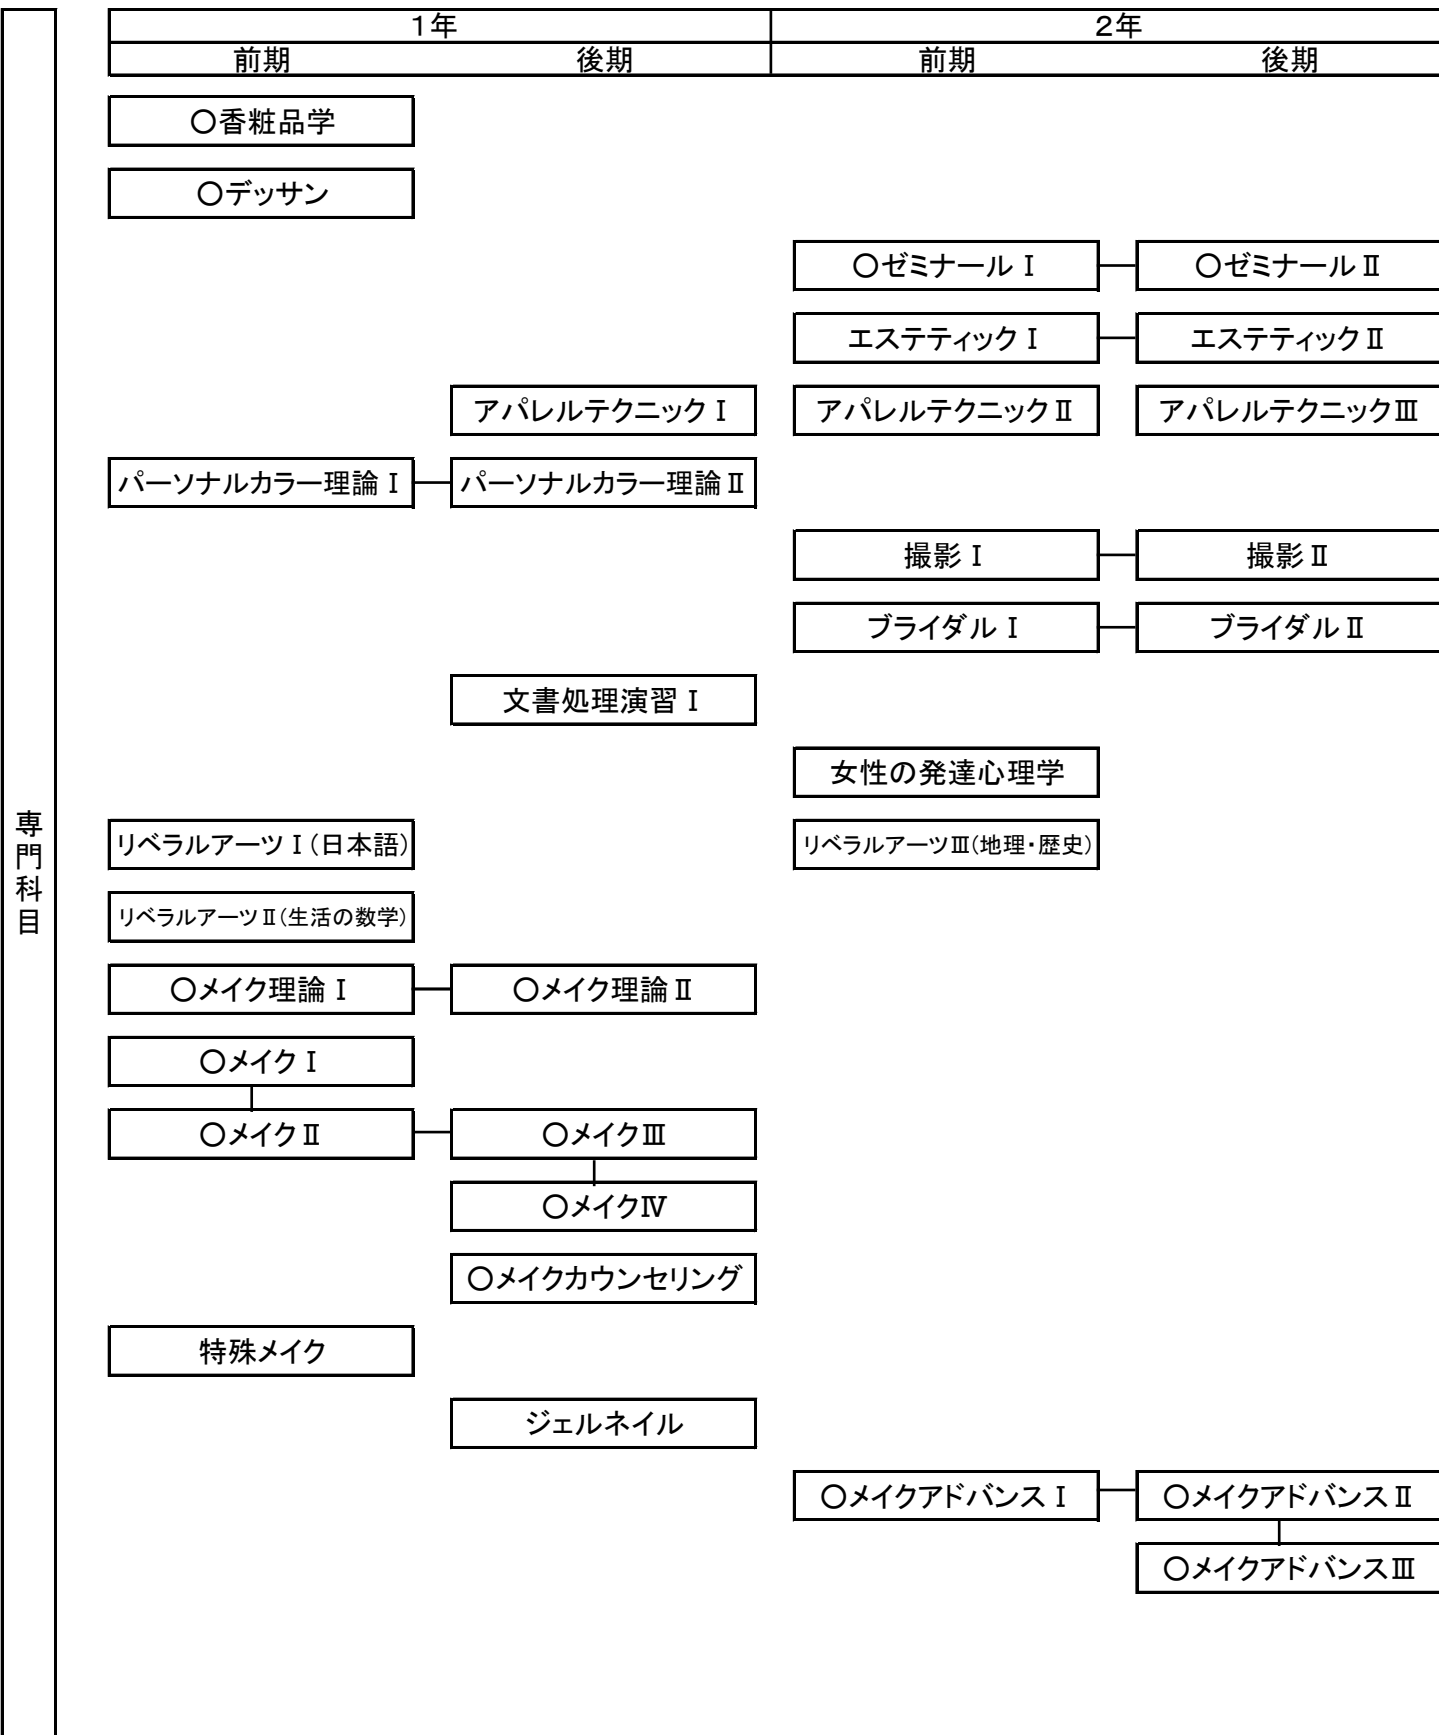 １年 ２年
前期 後期 前期 後期
専門科目
〇香粧品学
〇デッサン
〇ゼミナールⅠ 〇ゼミナールⅡ
エステティックⅠ エステティックⅡ
アパレルテクニックⅠ アパレルテクニックⅡ アパレルテクニックⅢ
パーソナルカラー理論Ⅰ パーソナルカラー理論Ⅱ
撮影Ⅰ 撮影Ⅱ
ブライダルⅠ ブライダルⅡ
文書処理演習Ⅰ
女性の発達心理学
リベラルアーツⅠ（日本語） リベラルアーツⅢ（地理・歴史）
リベラルアーツⅡ（生活の数学）
〇メイク理論Ⅰ 〇メイク理論Ⅱ
〇メイクⅠ
〇メイクⅡ 〇メイクⅢ
〇メイクⅣ
〇メイクカウンセリング
特殊メイク
ジェルネイル
〇メイクアドバンスⅠ 〇メイクアドバンスⅡ
〇メイクアドバンスⅢ